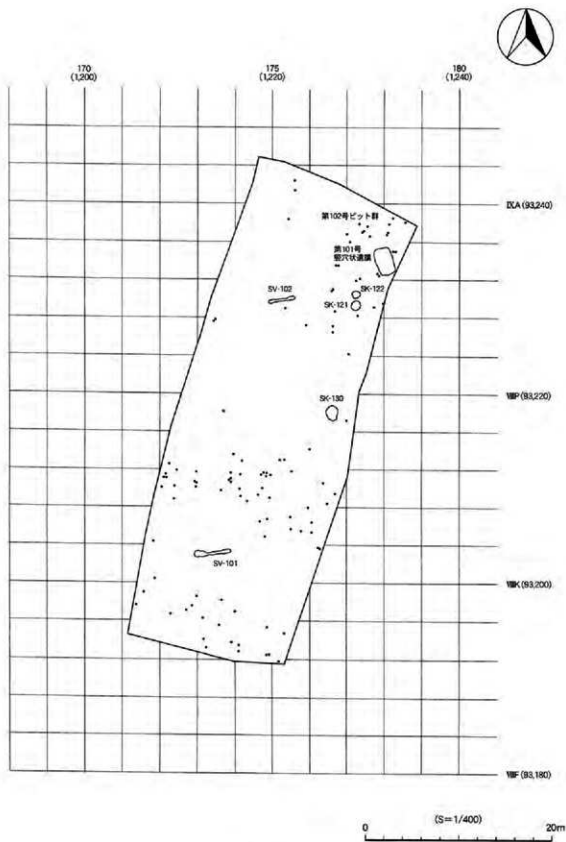 170
(1,200)
175
(1,220)
180
(1,240)
ⅨA (93,240)
第102号ピット群
第101号
竪穴状遺構
SV-102
SK-122
SK-121
ⅧP (93,220)
SK-130
SV-101
ⅧK (93,200)
ⅧF (93,180)
(S=1/400)
0
20m